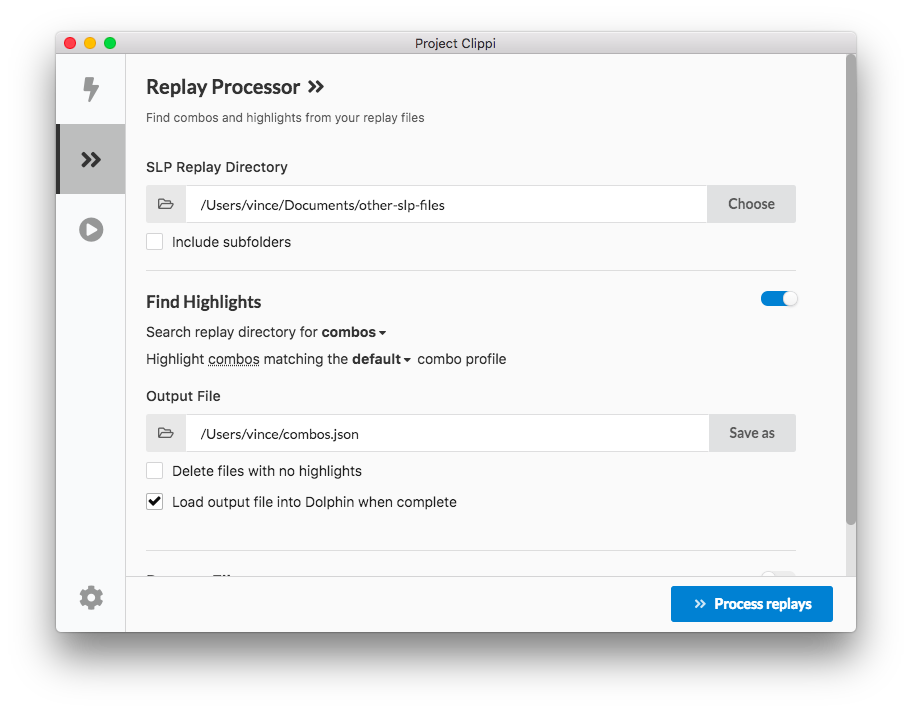 Project Clippi
Replay Processor
Find combos and highlights from your replay files
SLP Replay Directory
/Users/vince/Documents/other-slp-files
Choose
Include subfolders
Find Highlights
Search replay directory for combos
Highlight combos matching the default combo profile
Output File
/Users/vince/combos.json
Save as
Delete files with no highlights
Load output file into Dolphin when complete
Process replays